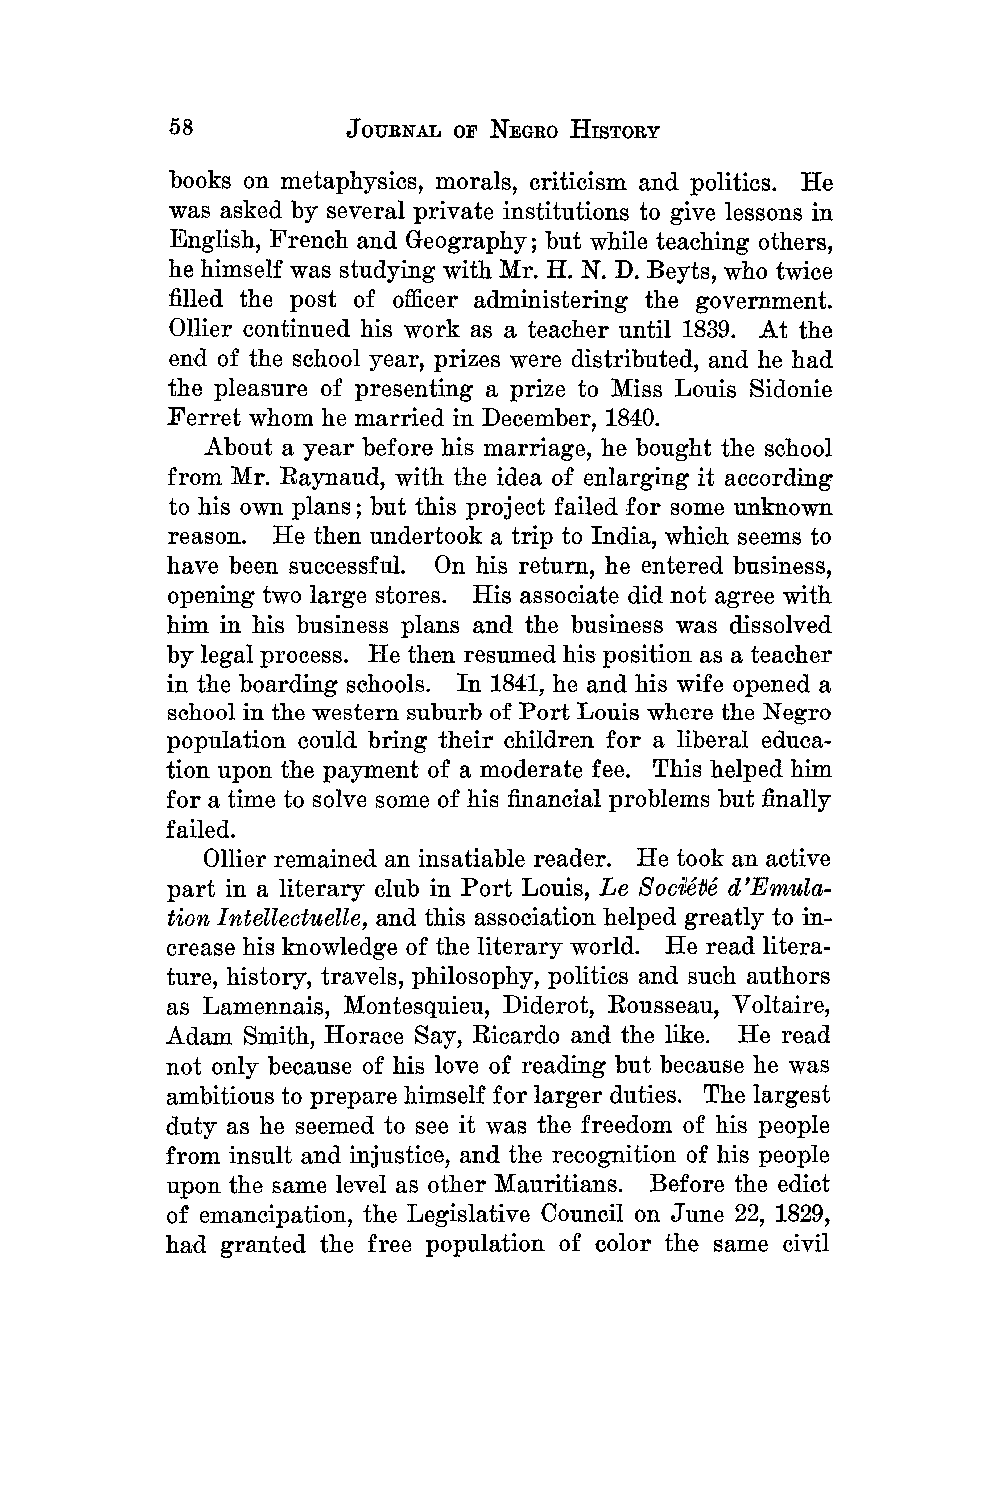 58 JOURNAL OF NEGRO HISTORY
books on metaphysics, morals, criticism and politics. He
was asked by several private institutions to give lessons in
English, French and Geography; but while teaching others,
he himself was studying with Mr. H. N. D. Beyts, who twice
filled the post of officer administering the government.
Ollier continued his work as a teacher until 1839. At the
end of the school year, prizes were distributed, and he had
the pleasure of presenting a prize to Miss Louis Sidonie
Ferret whom he married in December, 1840.
About a year before his marriage, he bought the school
from Mr. Raynaud, with the idea of enlarging it according
to his own plans; but this project failed for some unknown
reason. He then undertook a trip to India, which seems to
have been successful. On his return, he entered business,
opening two large stores. His associate did not agree with
him in his business plans and the business was dissolved
by legal process. He then resumed his position as a teacher
in the boarding schools. In 1841, he and his wife opened a
school in the western suburb of Port Louis where the Negro
population could bring their children for a liberal educa-
tion upon the payment of a moderate fee. This helped him
for a time to solve some of his financial problems but finally
failed.
Ollier remained an insatiable reader. He took an active
part in a literary club in Port Louis, Le Société d'Emula-
tion Intellectuelle, and this association helped greatly to in-
crease his knowledge of the literary world. He read litera-
ture, history, travels, philosophy, politics and such authors
as Lamennais, Montesquieu, Diderot, Rousseau, Voltaire,
Adam Smith, Horace Say, Ricardo and the like. He read
not only because of his love of reading but because he was
ambitious to prepare himself for larger duties. The largest
duty as he seemed to see it was the freedom of his people
from insult and injustice, and the recognition of his people
upon the same level as other Mauritians. Before the edict
of emancipation, the Legislative Council on June 22, 1829,
had granted the free population of color the same civil